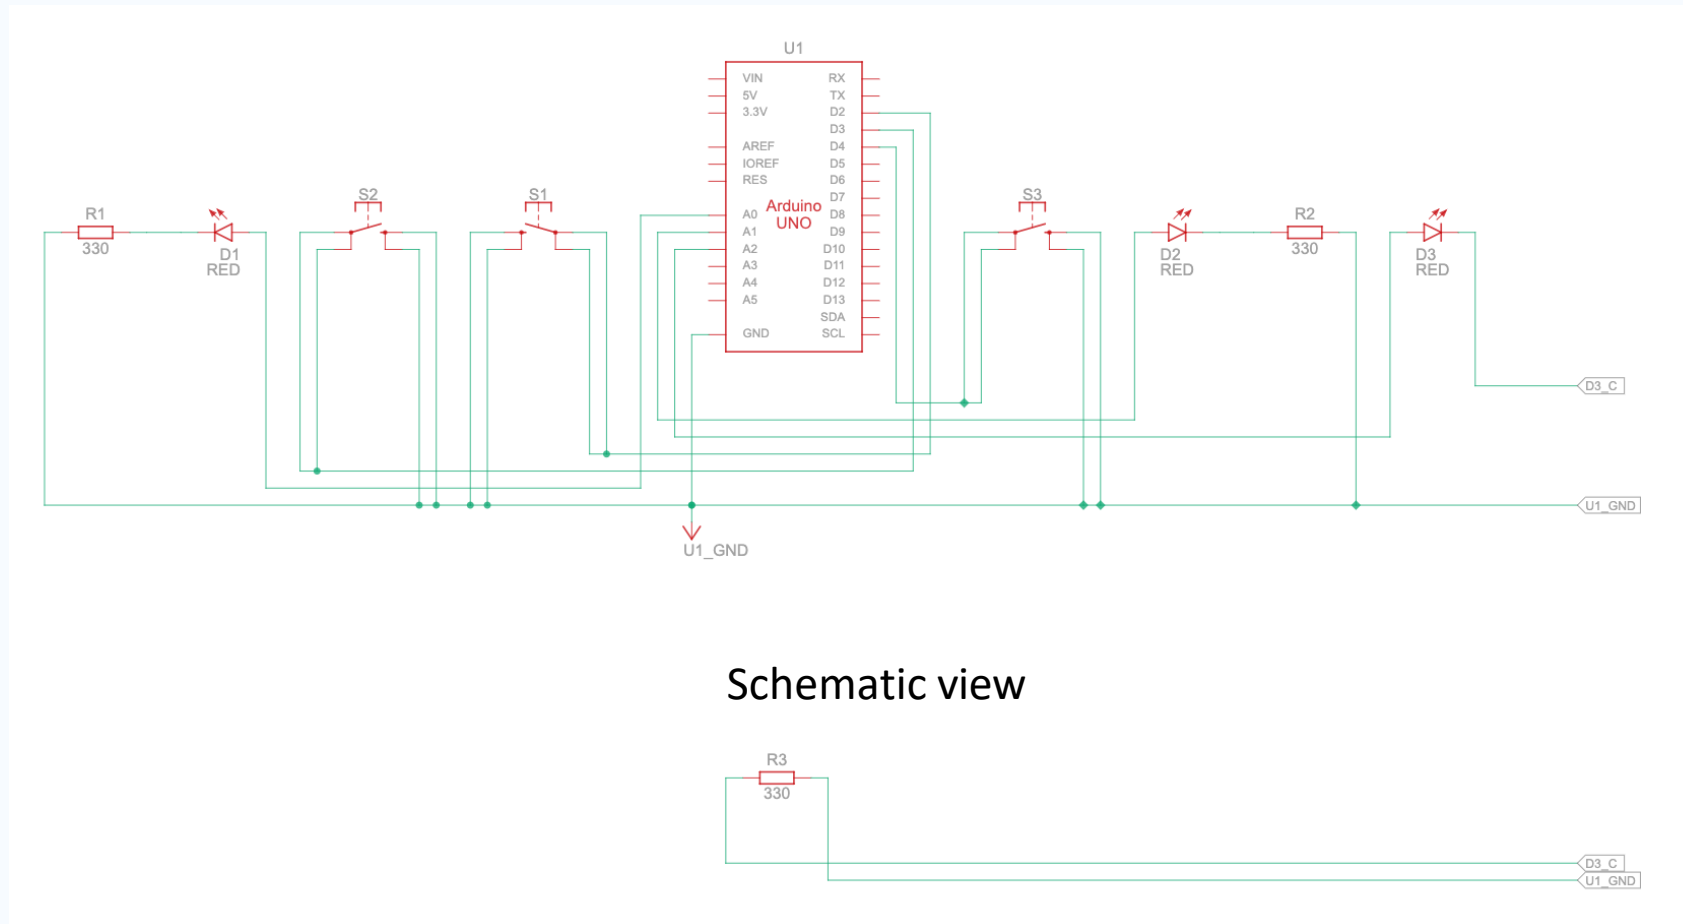 U1
VIN RX
5V TX
3.3V D2
D3
AREF D4
IOREF D5
RES D6
D7
A0 D8
A1 D9
A2 D10
A3 D11
A4 D12
A5 D13
SDA
GND SCL
Arduino
UNO
R1
330
D1
RED
S2
S1
S3
D2
RED
R2
330
D3
RED
D3_C
U1_GND
U1_GND
Schematic view
R3
330
D3_C
U1_GND